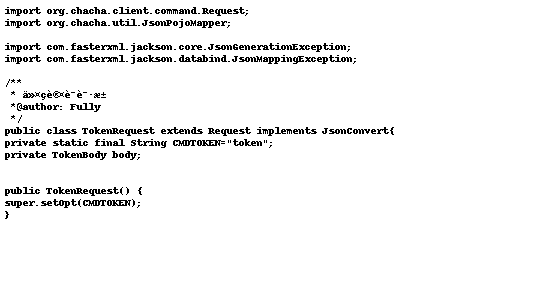 import org.chacha.client.command.Request;
import org.chacha.util.JsonPojoMapper;
import com.fasterxml.jackson.core.JsonGenerationException;
import com.fasterxml.jackson.databind.JsonMappingException;
/**
 *
 *@author: Fully
 */
public class TokenRequest extends Request implements JsonConvert{
private static final String CMDTOKEN="token";
private TokenBody body;
public TokenRequest() {
super.setOpt(CMDTOKEN);
}